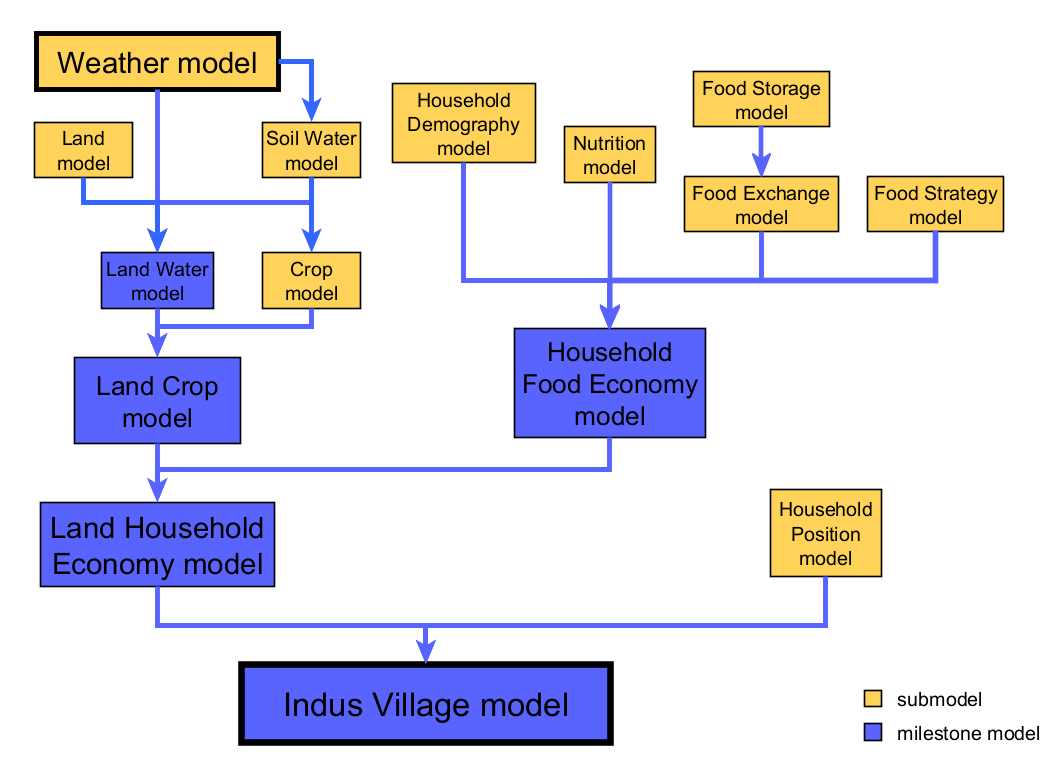 Weather model
Land
model
Soil Water
model
Household
Demography
model
Nutrition
model
Food Storage
model
Food Exchange
model
Food Strategy
model
Land Water
model
Crop
model
Land Crop
model
Household
Food Economy
model
Land Household
Economy model
Household
Position
model
Indus Village model
submodel
milestone model